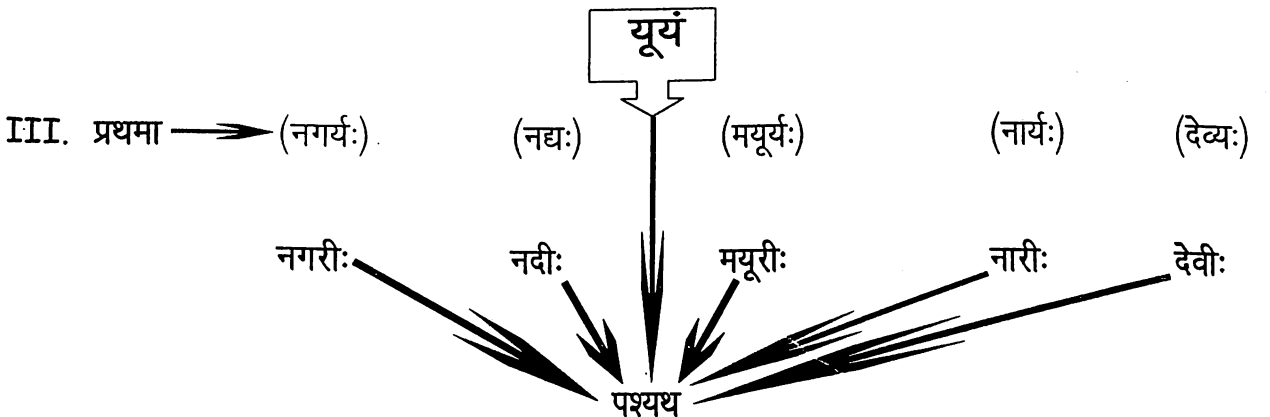 यूयं
III. प्रथमा (नगर्यः) (नद्यः) (मयूर्यः) (नार्यः) (देव्यः)
नगरीः नदीः मयूरीः नारीः देवीः
पश्यथ